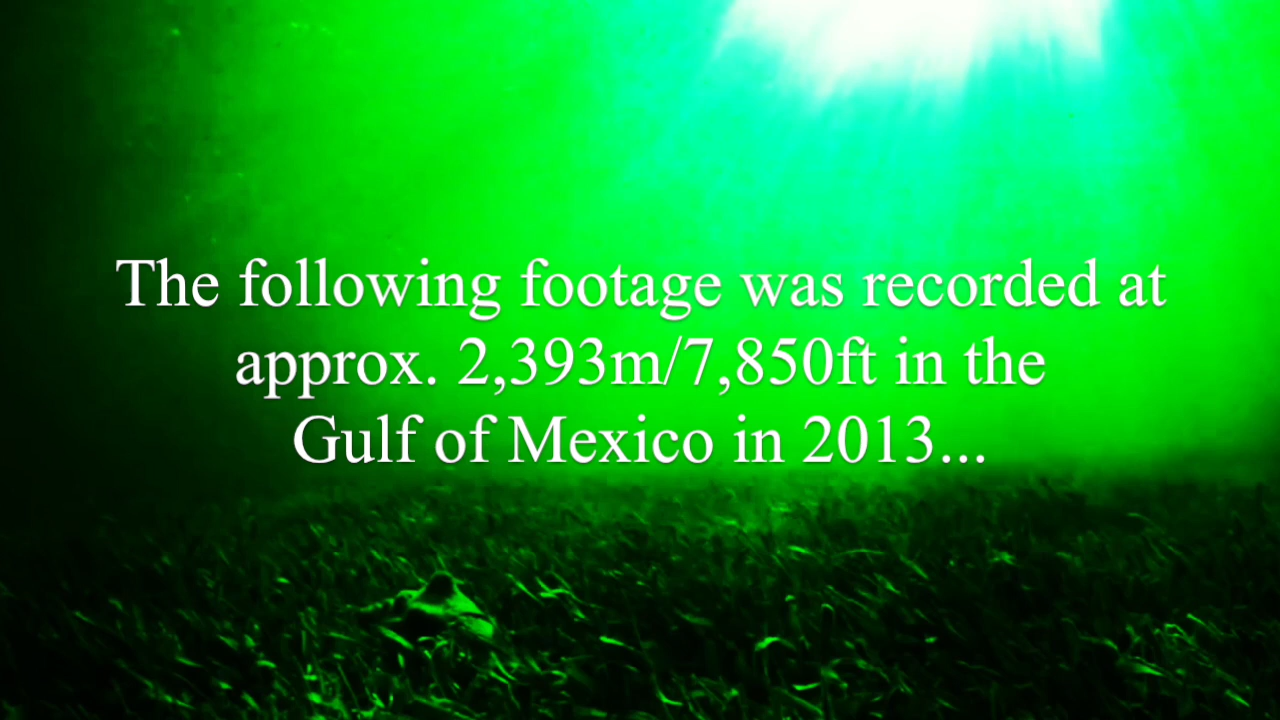 The following footage was recorded at
approx. 2,393m/7,850ft in the
Gulf of Mexico in 2013...